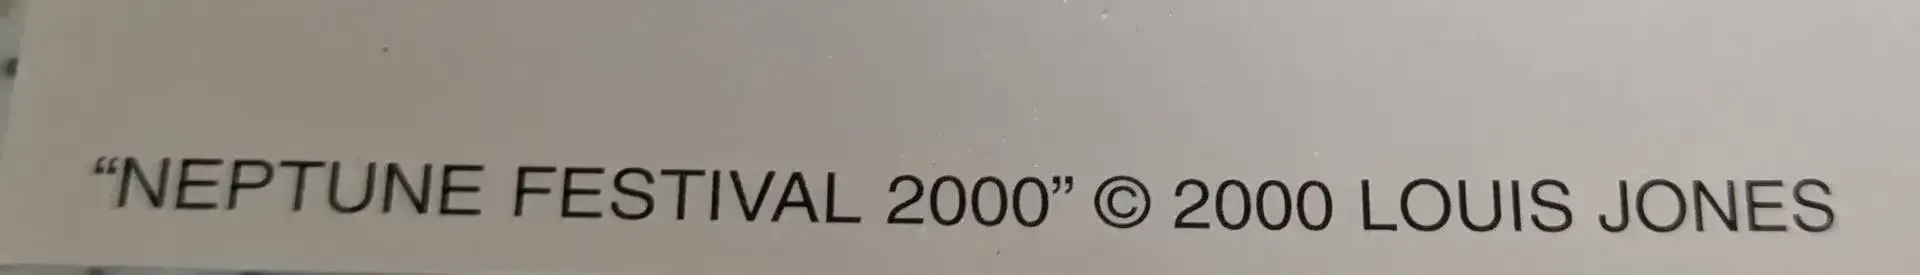 “NEPTUNE FESTIVAL 2000” © 2000 LOUIS JONES